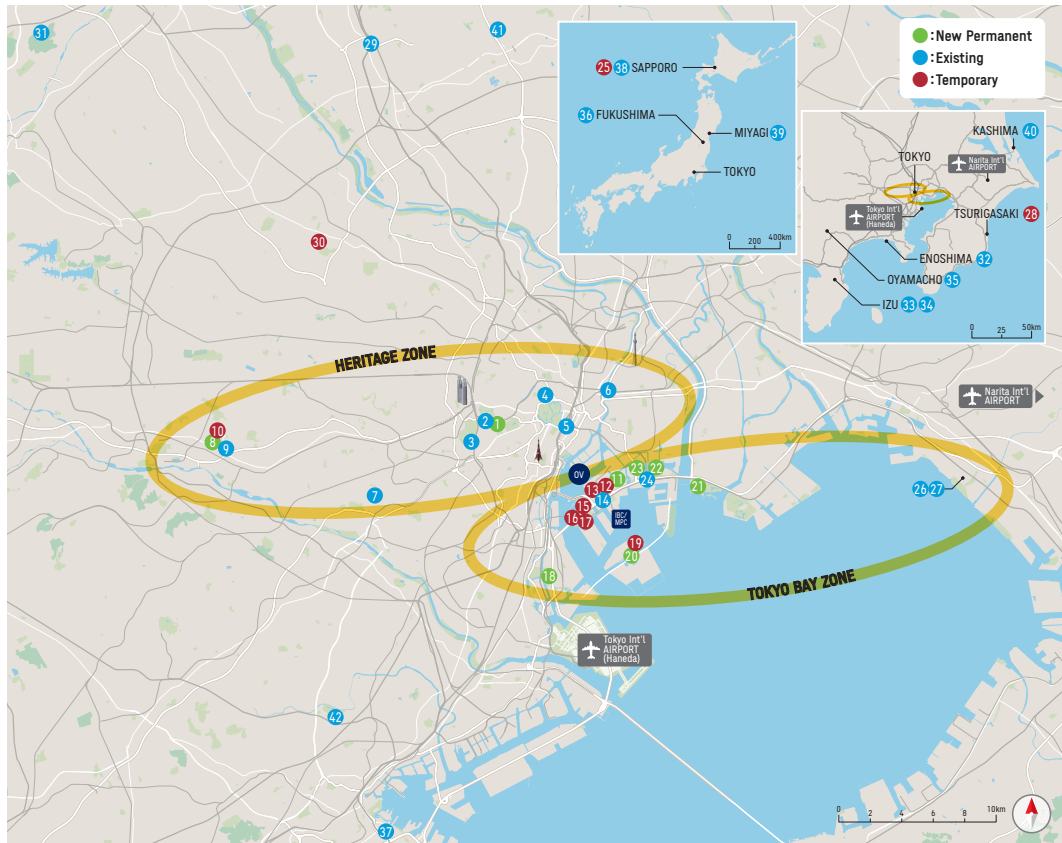 31
29
41
25 38 SAPPORO
36 FUKUSHIMA
MIYAGI 39
TOKYO
0 200 400km
:New Permanent
:Existing
:Temporary
KASHIMA 40
TOKYO
Narita Int'l
AIRPORT
Tokyo Int'l
AIRPORT
(Haneda)
TSURIGASAKI 28
ENOSHIMA 32
OYAMACHO 35
IZU 33 34
0 25 50km
30
HERITAGE ZONE
4
6
2 1
5
3
10
8
9
7
OV
23 22
24
11
13 12
14
15
16 17
IBC/
MPC
21
26 27
Narita Int'l
AIRPORT
19
20
18
TOKYO BAY ZONE
Tokyo Int'l
AIRPORT
(Haneda)
42
37
0 2 4 6 8 10km